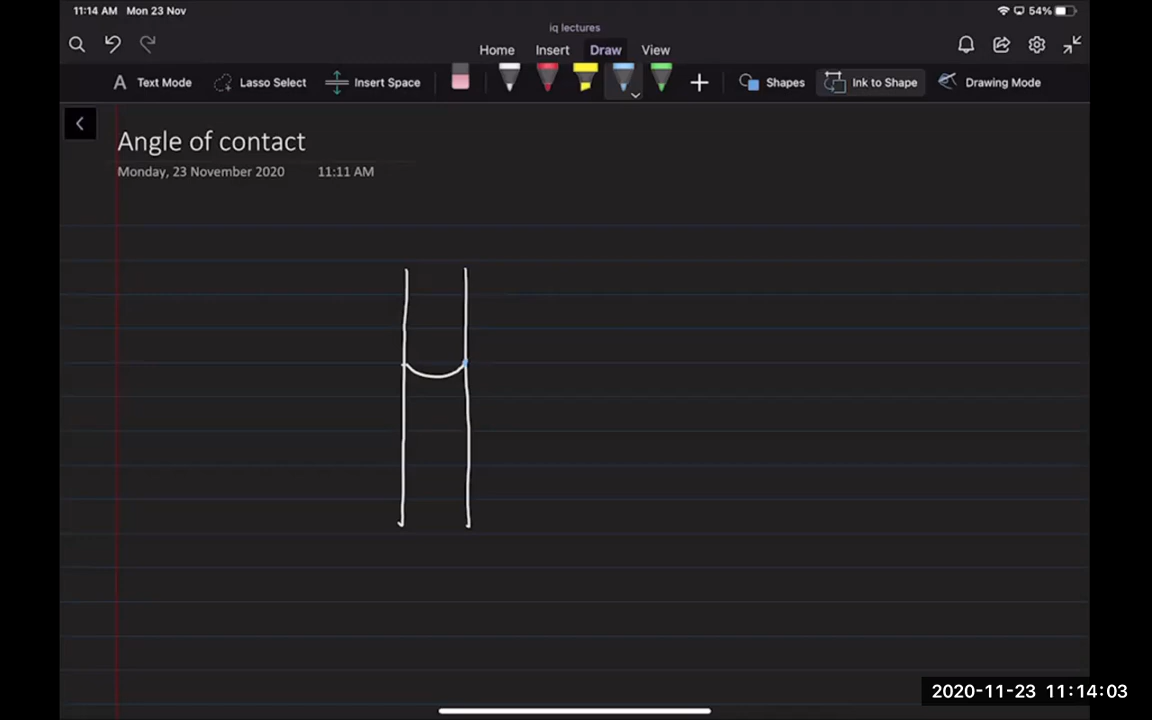 11:14 AM Mon 23 Nov 54%
iq lectures
Home Insert Draw View
Text Mode Lasso Select Insert Space Shapes Ink to Shape Drawing Mode
Angle of contact
Monday, 23 November 2020 11:11 AM
2020-11-23 11:14:03